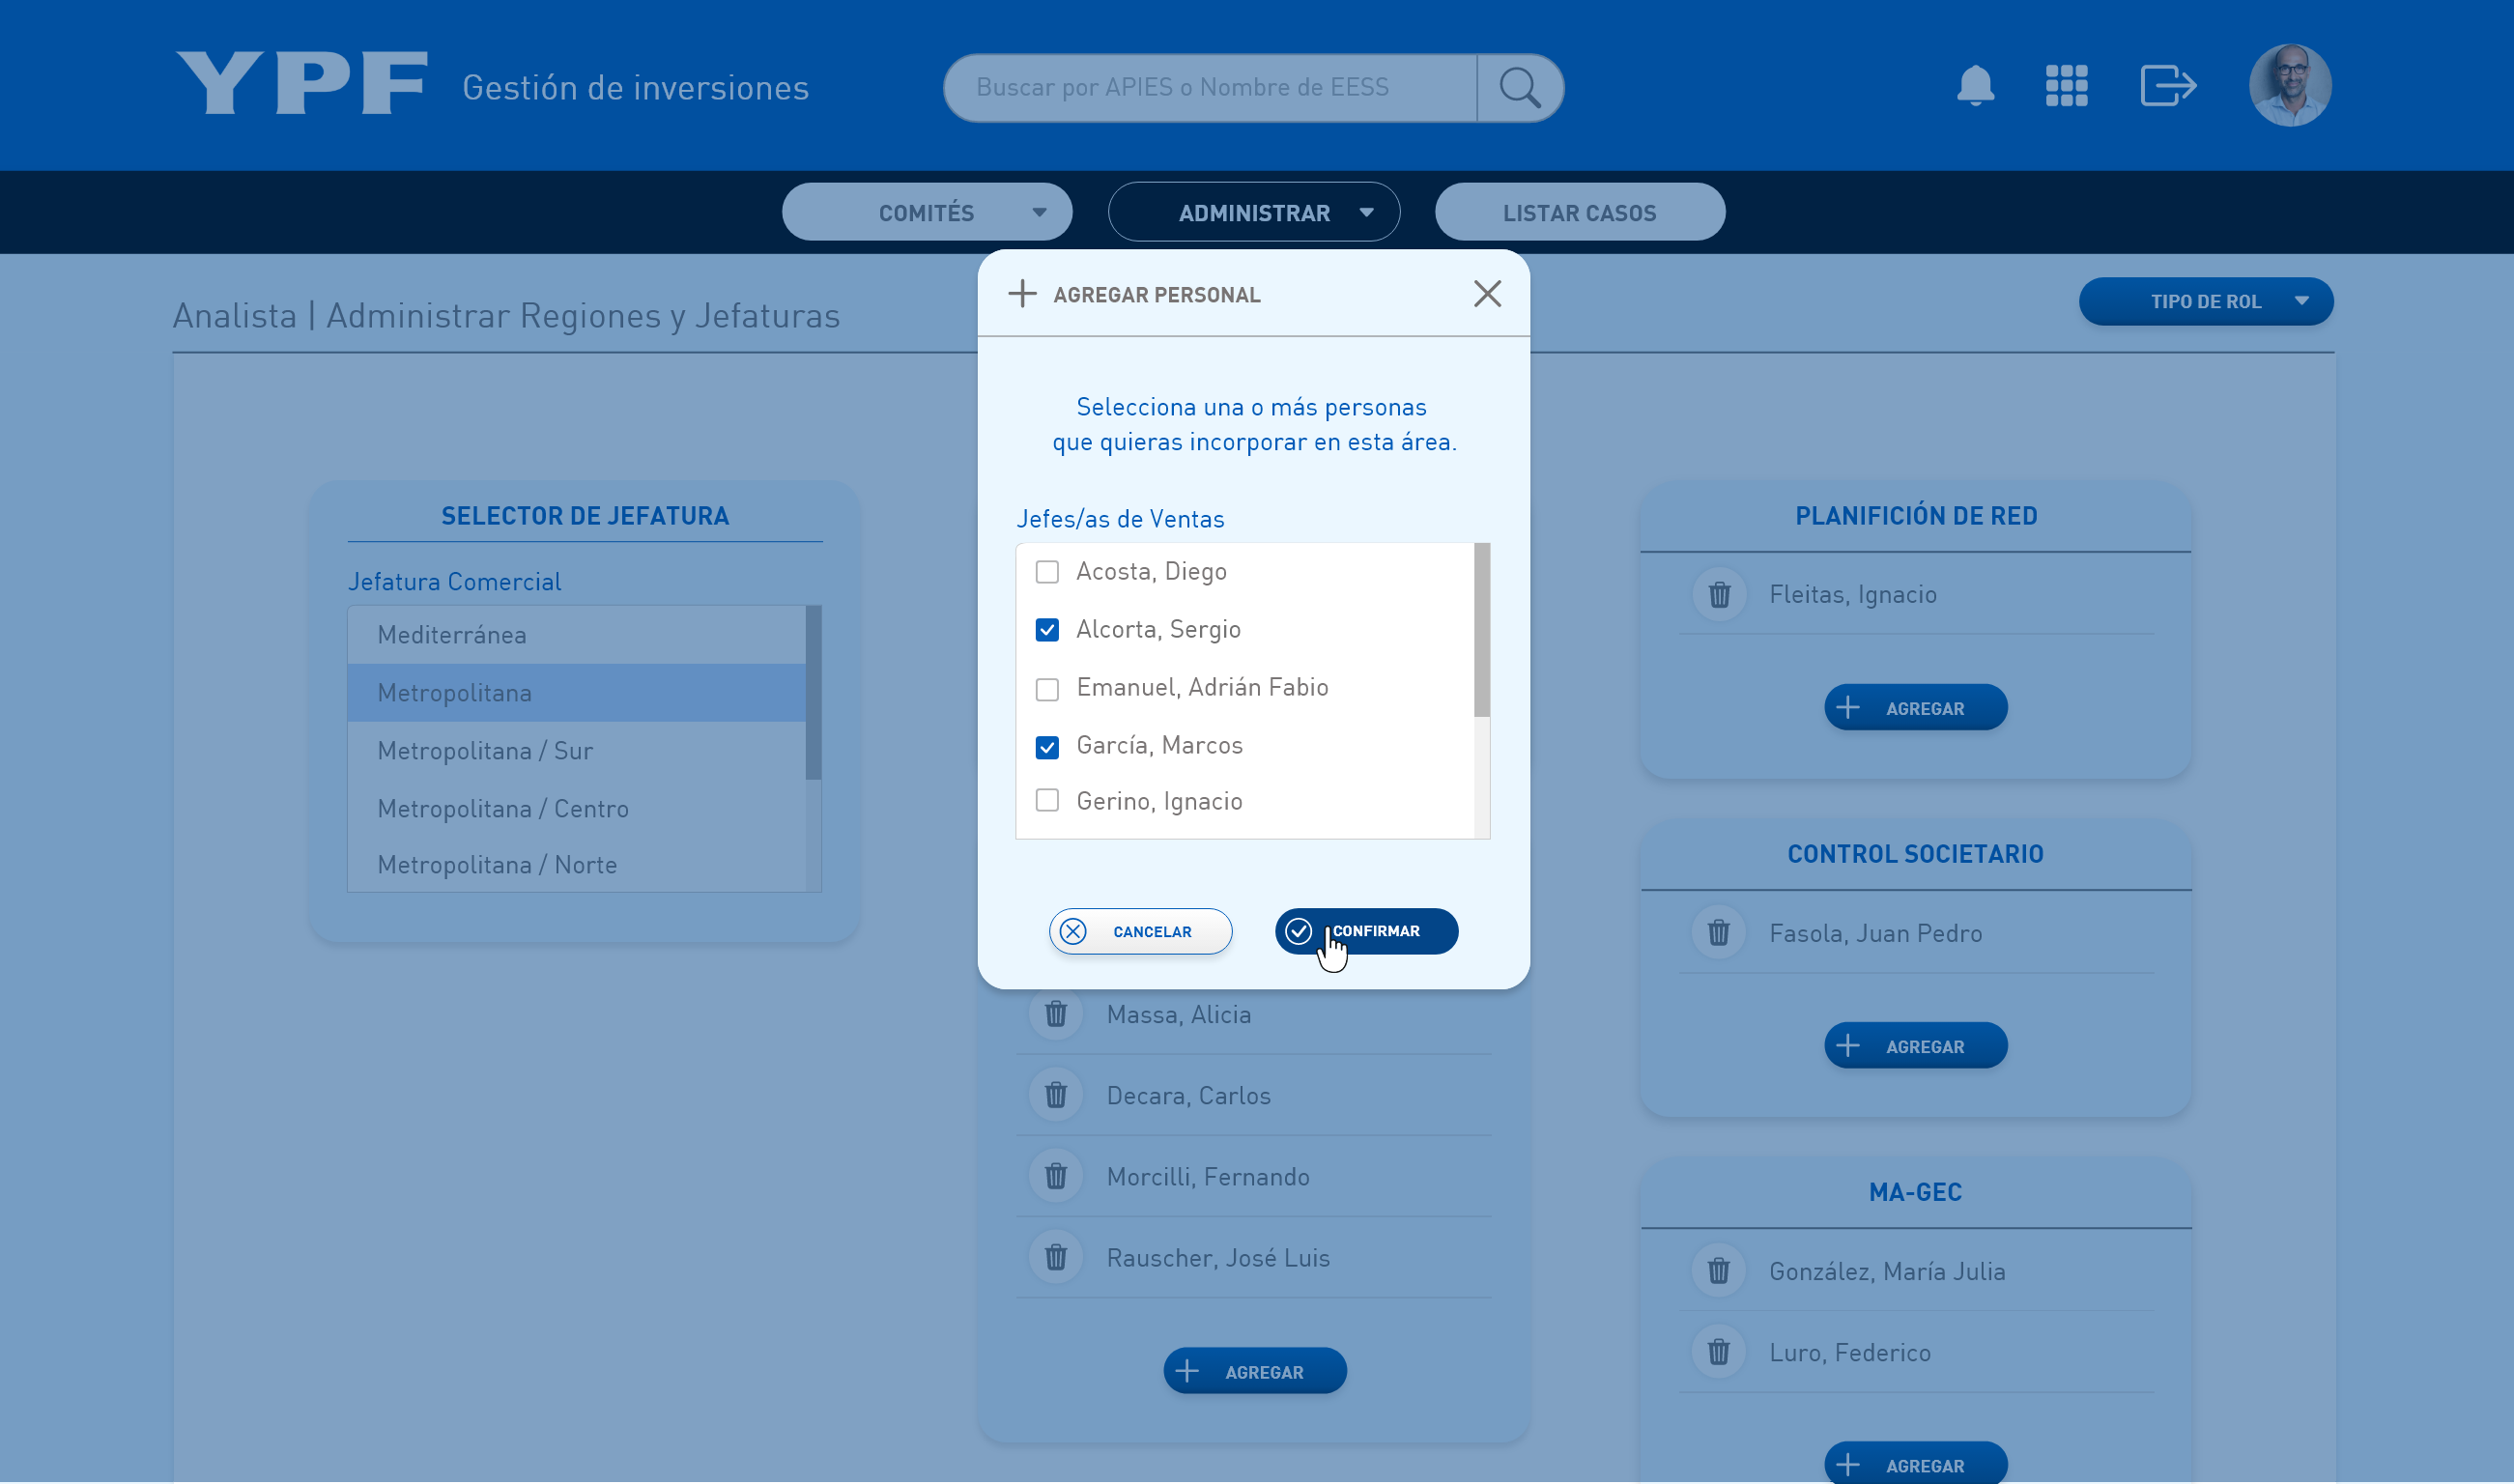 YPF
Gestión de inversiones
Buscar por APIES o Nombre de EESS
COMITÉS
ADMINISTRAR
LISTAR CASOS
Analista | Administrar Regiones y Jefaturas
TIPO DE ROL
AGREGAR PERSONAL
Selecciona una o más personas
que quieras incorporar en esta área.
Jefes/as de Ventas
Acosta, Diego
Alcorta, Sergio
Emanuel, Adrián Fabio
García, Marcos
Gerino, Ignacio
CANCELAR
CONFIRMAR
SELECTOR DE JEFATURA
Jefatura Comercial
Mediterránea
Metropolitana
Metropolitana / Sur
Metropolitana / Centro
Metropolitana / Norte
Massa, Alicia
Decara, Carlos
Morcilli, Fernando
Rauscher, José Luis
AGREGAR
PLANIFICIÓN DE RED
Fleitas, Ignacio
AGREGAR
CONTROL SOCIETARIO
Fasola, Juan Pedro
AGREGAR
MA-GEC
González, María Julia
Luro, Federico
AGREGAR